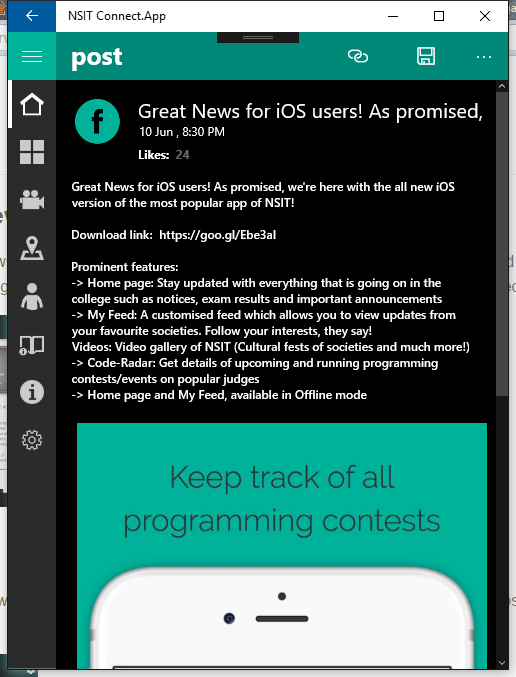 NSIT Connect.App
post
Great News for iOS users! As promised,
10 Jun , 8:30 PM
Likes: 24
Great News for iOS users! As promised, we're here with the all new iOS
version of the most popular app of NSIT!
Download link: https://goo.gl/Ebe3al
Prominent features:
-> Home page: Stay updated with everything that is going on in the
college such as notices, exam results and important announcements
-> My Feed: A customised feed which allows you to view updates from
your favourite societies. Follow your interests, they say!
Videos: Video gallery of NSIT (Cultural fests of societies and much more!)
-> Code-Radar: Get details of upcoming and running programming
contests/events on popular judges
-> Home page and My Feed, available in Offline mode
Keep track of all
programming contests